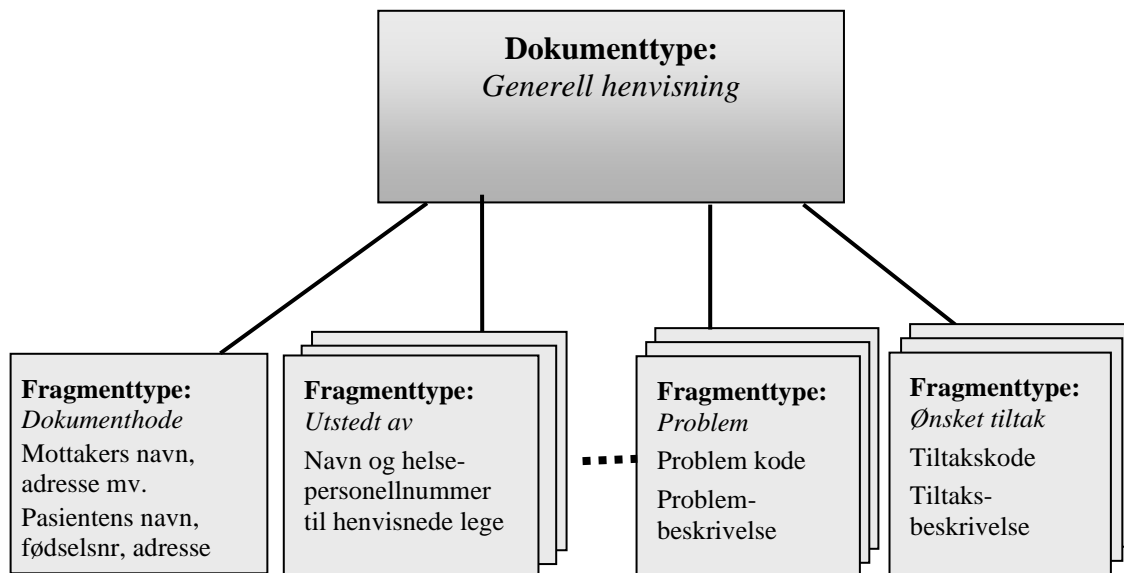 Dokumenttype:
Generell henvisning
Fragmenttype:
Dokumenthode
Mottakers navn,
adresse mv.
Pasientens navn,
fødselsnr, adresse
Fragmenttype:
Utstedt av
Navn og helse-
personellnummer
til henvisnede lege
Fragmenttype:
Problem
Problem kode
Problem-
beskrivelse
Fragmenttype:
Ønsket tiltak
Tiltakskode
Tiltaks-
beskrivelse